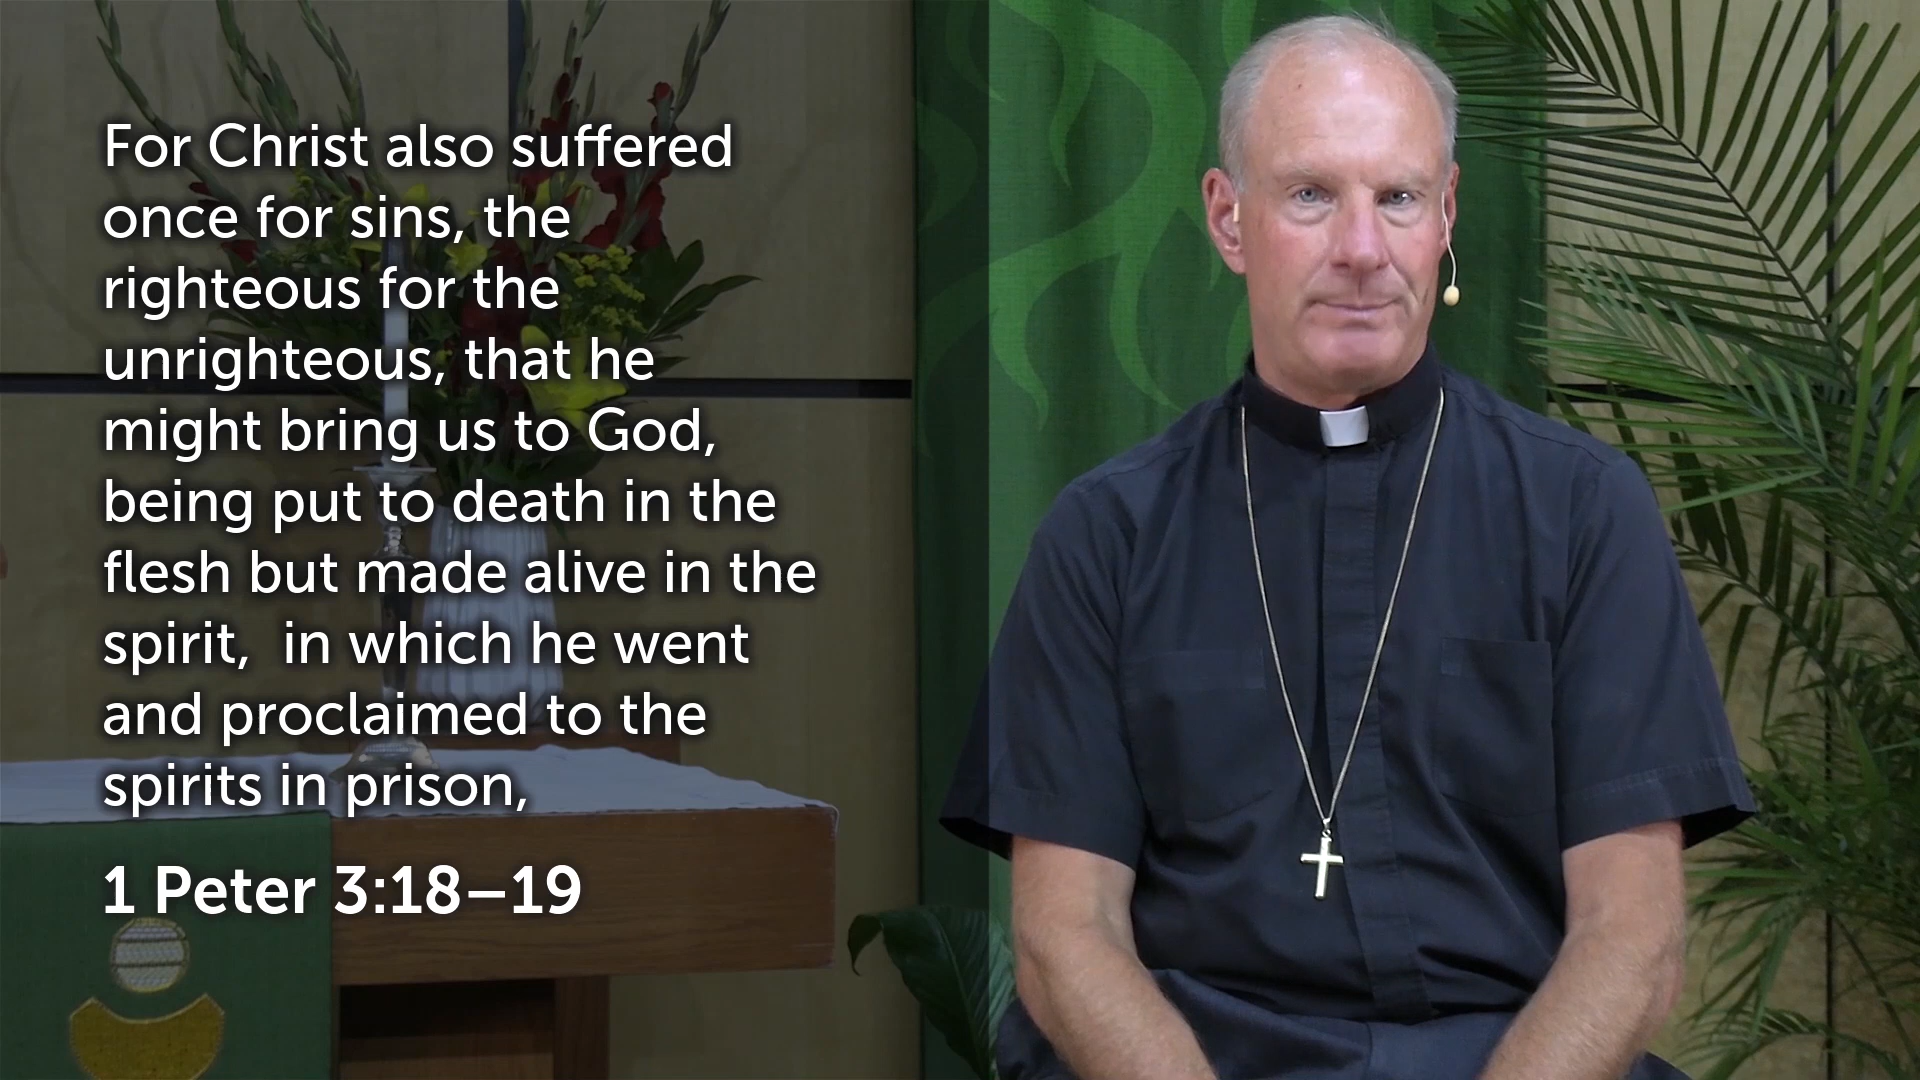 For Christ also suffered
once for sins, the
righteous for the
unrighteous, that he
might bring us to God,
being put to death in the
flesh but made alive in the
spirit,  in which he went
and proclaimed to the
spirits in prison,
1 Peter 3:18–19